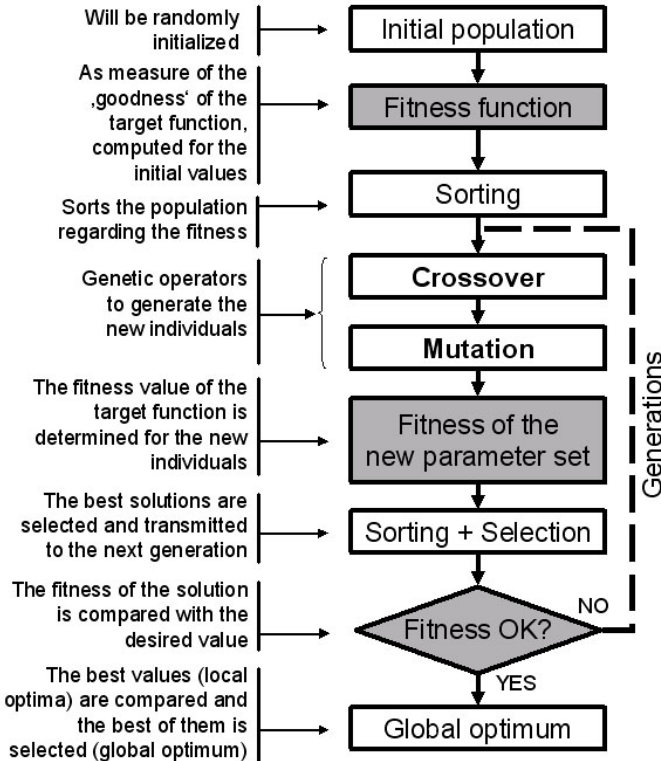 Will be randomly
initialized
Initial population
As measure of the
‚goodness‘ of the
target function,
computed for the
initial values
Fitness function
Sorts the population
regarding the fitness
Sorting
Genetic operators
to generate the
new individuals
Crossover
Mutation
The fitness value of the
target function is
determined for the new
individuals
Fitness of the
new parameter set
The best solutions are
selected and transmitted
to the next generation
Sorting + Selection
The fitness of the solution
is compared with the
desired value
Fitness OK?
NO
YES
Generations
The best values (local
optima) are compared and
the best of them is
selected (global optimum)
Global optimum